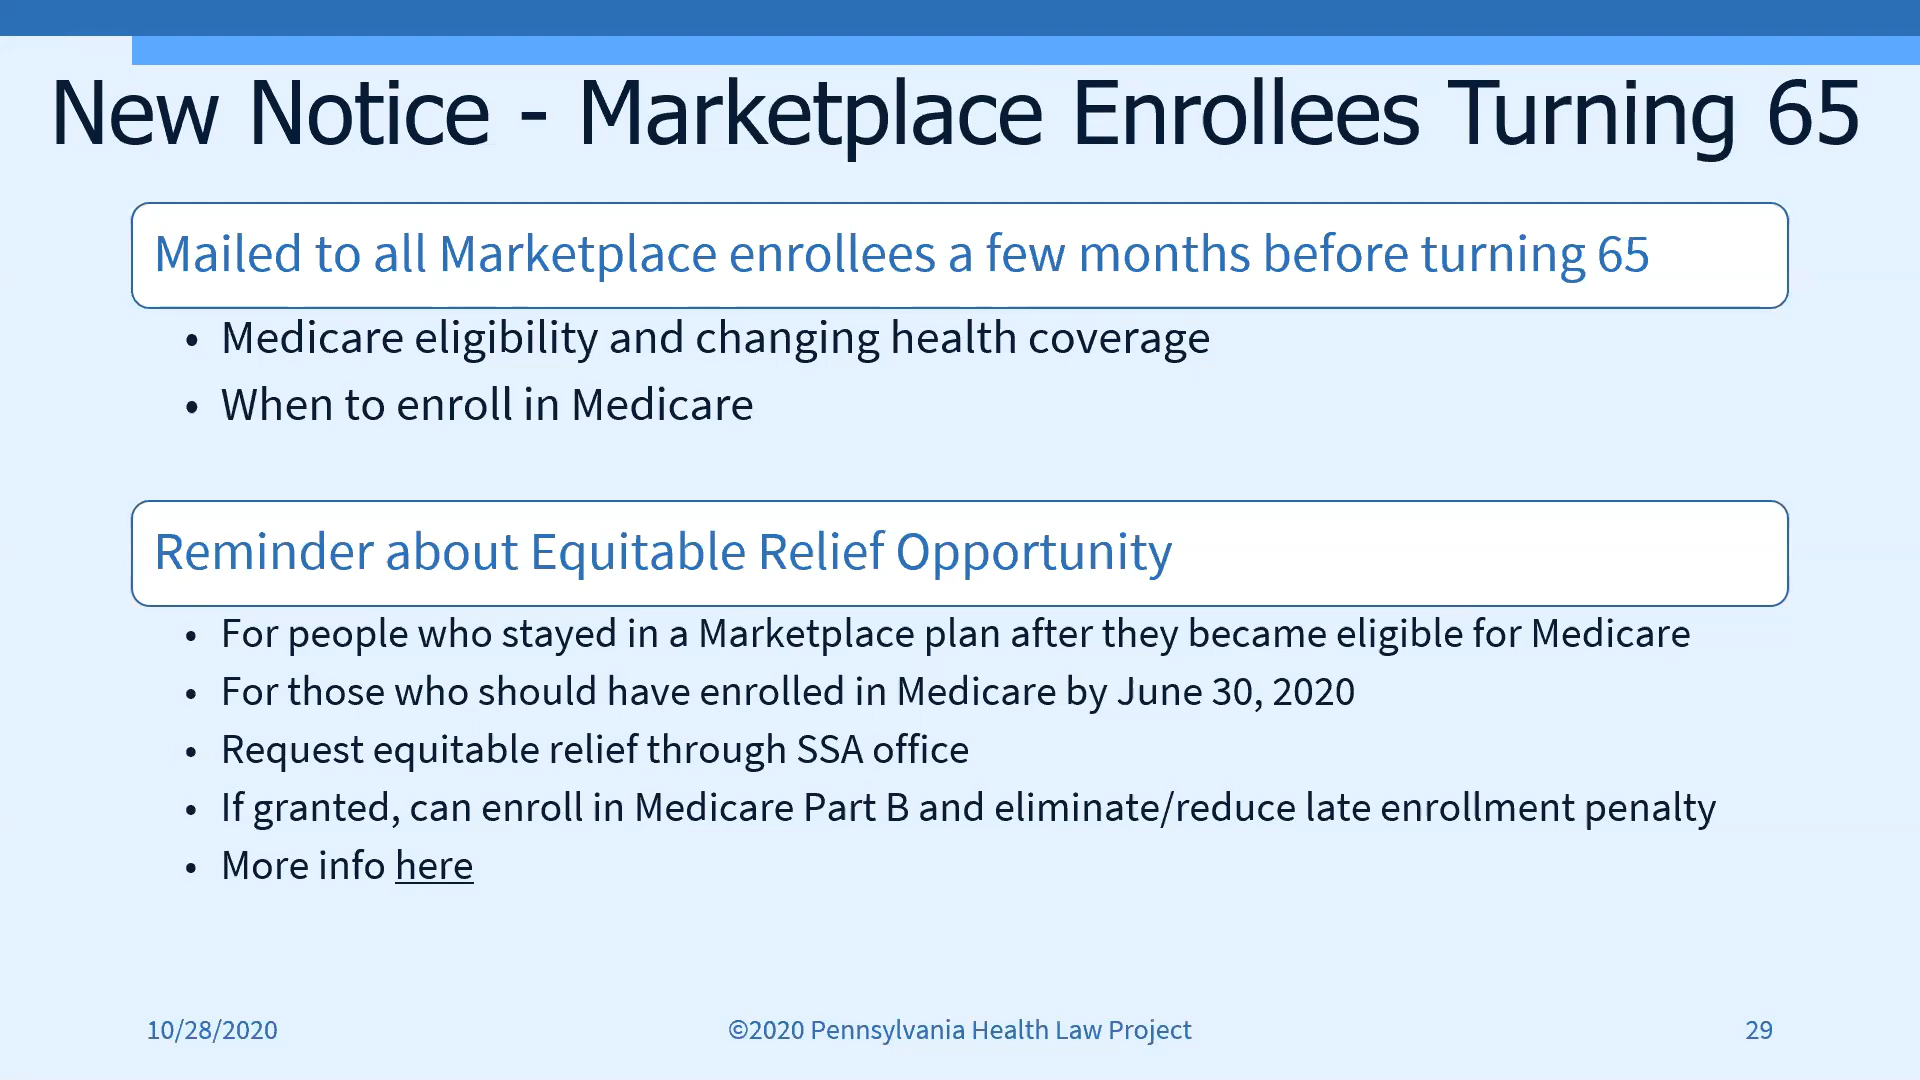 New Notice - Marketplace Enrollees Turning 65
Mailed to all Marketplace enrollees a few months before turning 65
• Medicare eligibility and changing health coverage
• When to enroll in Medicare
Reminder about Equitable Relief Opportunity
• For people who stayed in a Marketplace plan after they became eligible for Medicare
• For those who should have enrolled in Medicare by June 30, 2020
• Request equitable relief through SSA office
• If granted, can enroll in Medicare Part B and eliminate/reduce late enrollment penalty
• More info here
10/28/2020 ©2020 Pennsylvania Health Law Project 29